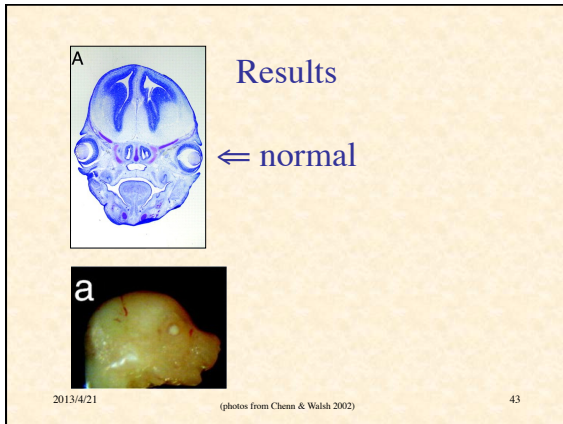 A
Results
⇐ normal
a
2013/4/21
(photos from Chenn & Walsh 2002)
43